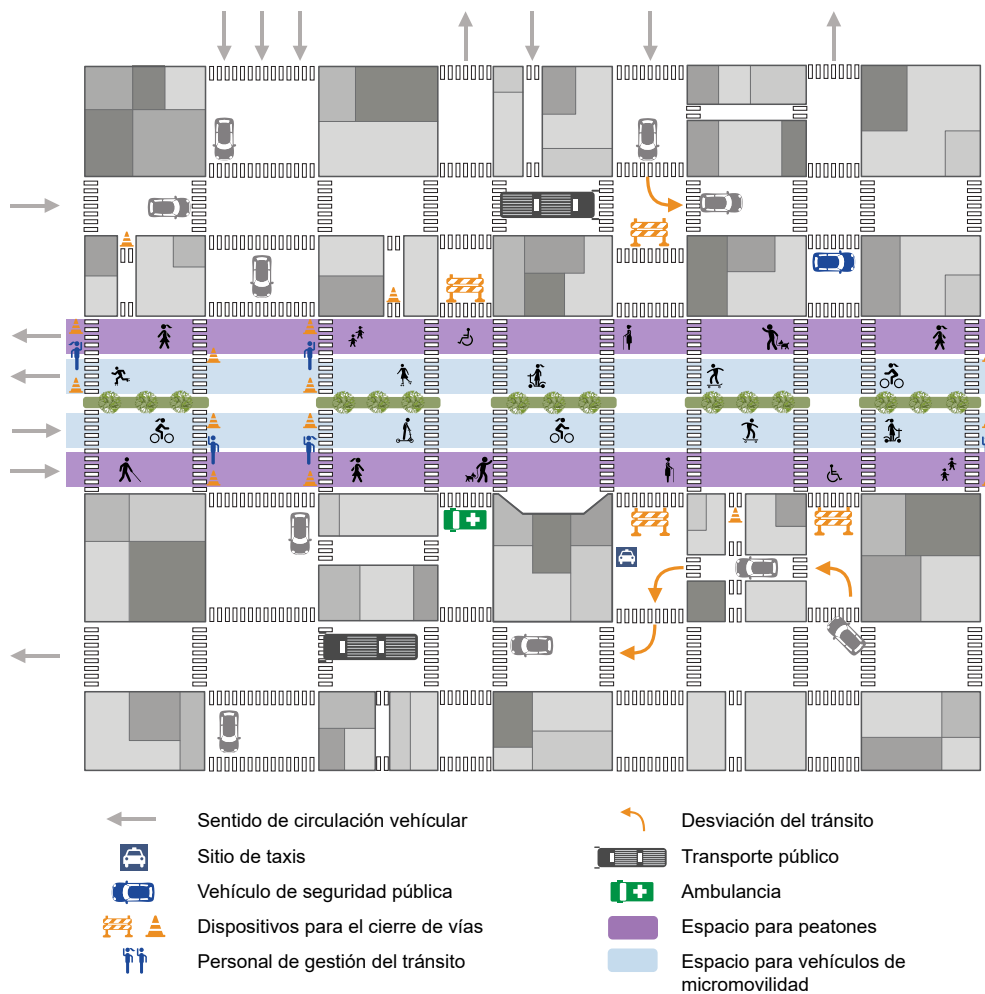 Sentido de circulación vehícular
Sitio de taxis
Vehículo de seguridad pública
Dispositivos para el cierre de vías
Personal de gestión del tránsito
Desviación del tránsito
Transporte público
Ambulancia
Espacio para peatones
Espacio para vehículos de
micromovilidad